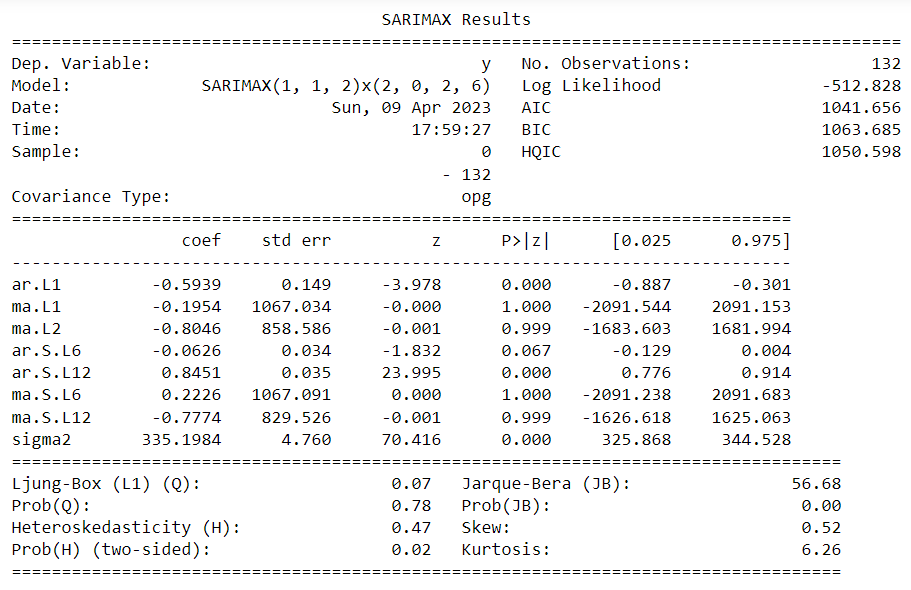 SARIMAX Results
==========================================================================================
Dep. Variable:                                  y   No. Observations:                  132
Model:             SARIMAX(1, 1, 2)x(2, 0, 2, 6)   Log Likelihood                -512.828
Date:                            Sun, 09 Apr 2023   AIC                           1041.656
Time:                                    17:59:27   BIC                           1063.685
Sample:                                         0   HQIC                          1050.598
- 132
Covariance Type:                              opg
===============================================================================
coef    std err          z      P>|z|      [0.025      0.975]
-------------------------------------------------------------------------------
ar.L1         -0.5939      0.149     -3.978      0.000      -0.887      -0.301
ma.L1         -0.1954   1067.034     -0.000      1.000   -2091.544    2091.153
ma.L2         -0.8046    858.586     -0.001      0.999   -1683.603    1681.994
ar.S.L6       -0.0626      0.034     -1.832      0.067      -0.129       0.004
ar.S.L12       0.8451      0.035     23.995      0.000       0.776       0.914
ma.S.L6        0.2226   1067.091      0.000      1.000   -2091.238    2091.683
ma.S.L12      -0.7774    829.526     -0.001      0.999   -1626.618    1625.063
sigma2       335.1984      4.760     70.416      0.000     325.868     344.528
====================================================================================
Ljung-Box (L1) (Q):                   0.07   Jarque-Bera (JB):                56.68
Prob(Q):                              0.78   Prob(JB):                         0.00
Heteroskedasticity (H):               0.47   Skew:                             0.52
Prob(H) (two-sided):                  0.02   Kurtosis:                         6.26
====================================================================================